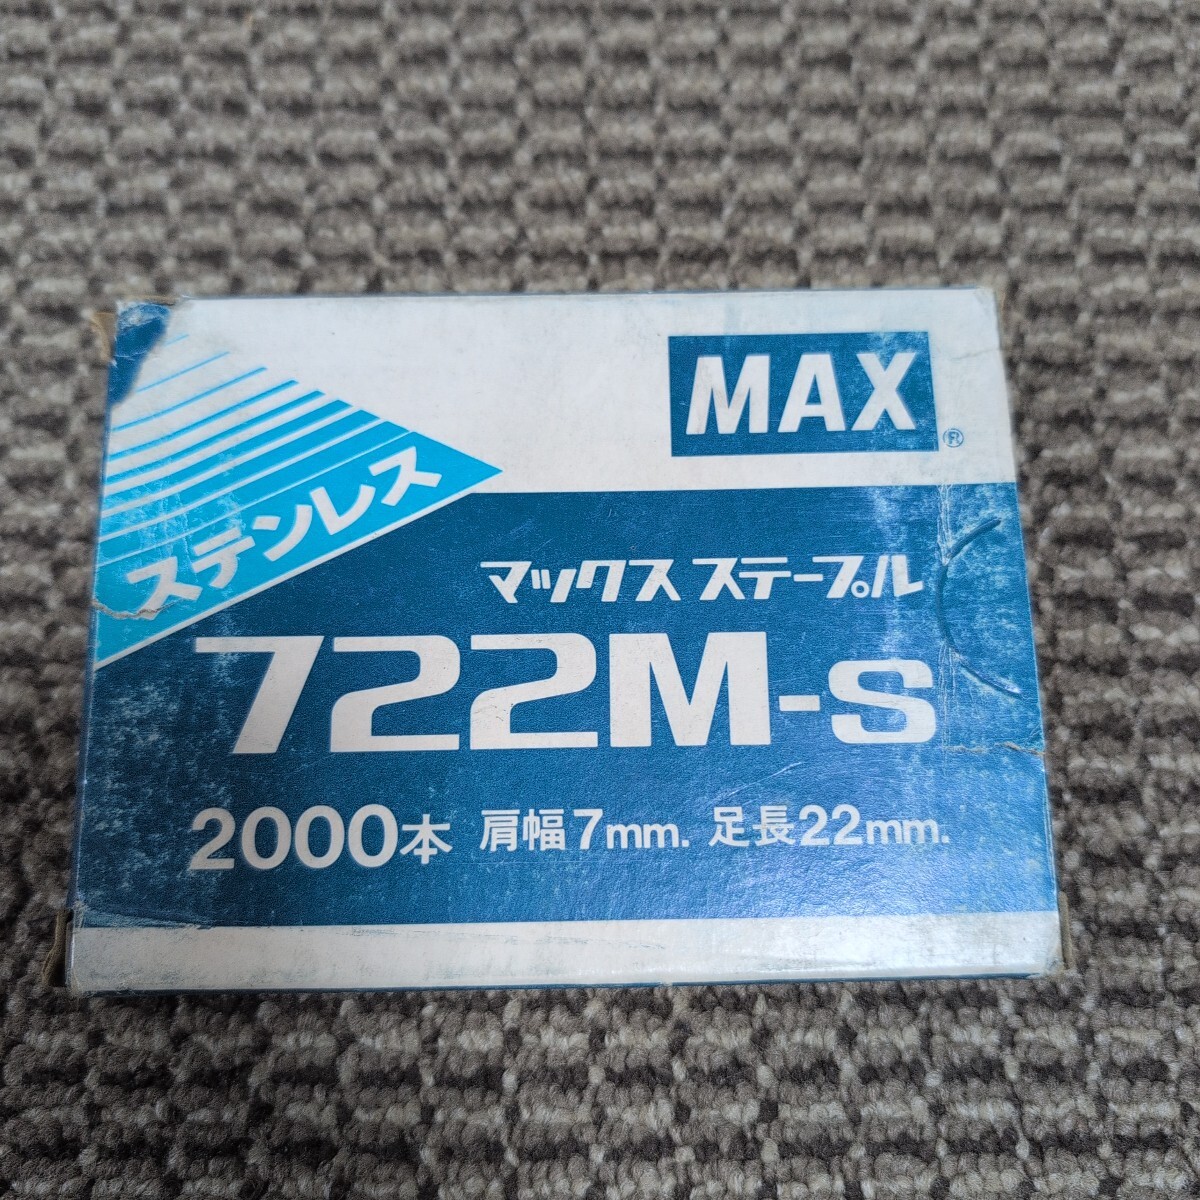 MAX®
ステンレス
マックス ステープル
722M-S
2000本 肩幅7mm. 足長22mm.